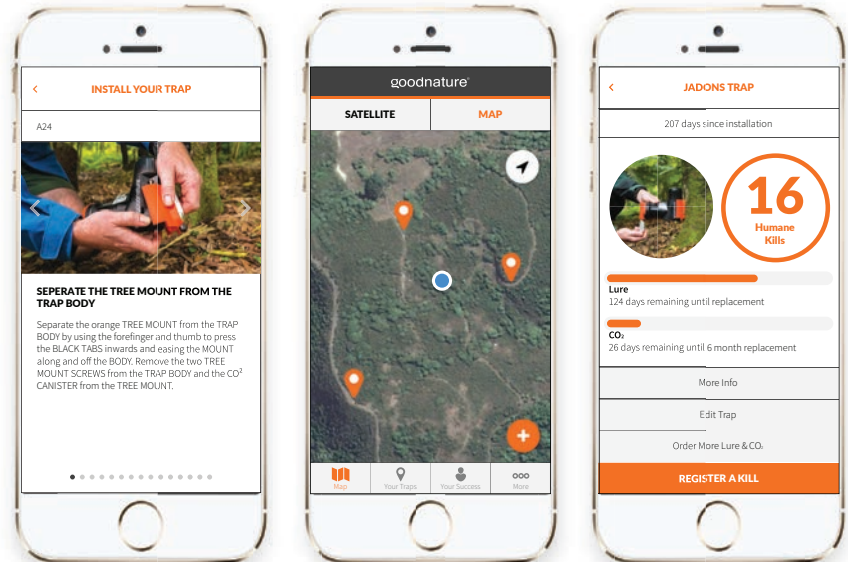 INSTALL YOUR TRAP
A24
SEPERATE THE TREE MOUNT FROM THE
TRAP BODY
Separate the orange TREE MOUNT from the TRAP
BODY by using the forefinger and thumb to press
the BLACK TABS inwards and easing the MOUNT
along and off the BODY. Remove the two TREE
MOUNT SCREWS from the TRAP BODY and the CO²
CANISTER from the TREE MOUNT.
goodnature®
SATELLITE
MAP
Map
Your Traps
Your Success
More
JADONS TRAP
207 days since installation
16
Humane
Kills
Lure
124 days remaining until replacement
CO₂
26 days remaining until 6 month replacement
More Info
Edit Trap
Order More Lure & CO₂
REGISTER A KILL